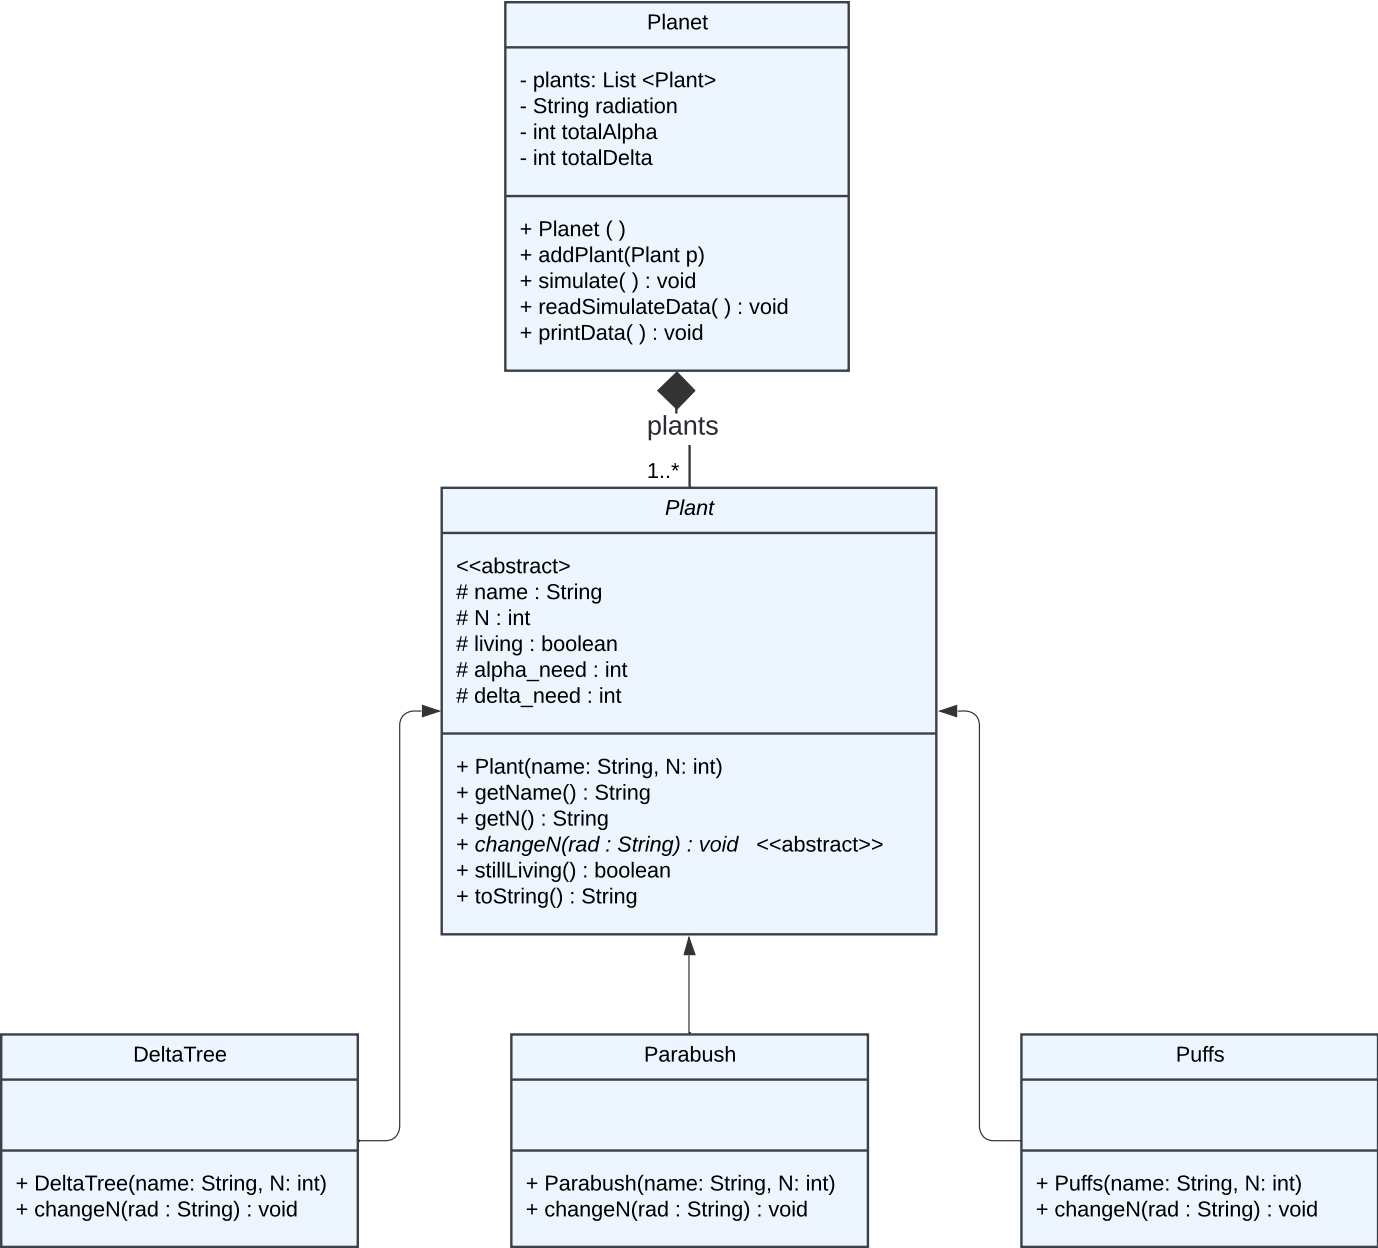 Planet
- plants: List <Plant>
- String radiation
- int totalAlpha
- int totalDelta
+ Planet ( )
+ addPlant(Plant p)
+ simulate( ) : void
+ readSimulateData( ) : void
+ printData( ) : void
plants
1..*
Plant
<<abstract>
# name : String
# N : int
# living : boolean
# alpha_need : int
# delta_need : int
+ Plant(name: String, N: int)
+ getName() : String
+ getN() : String
+ changeN(rad : String) : void <<abstract>>
+ stillLiving() : boolean
+ toString() : String
DeltaTree
+ DeltaTree(name: String, N: int)
+ changeN(rad : String) : void
Parabush
+ Parabush(name: String, N: int)
+ changeN(rad : String) : void
Puffs
+ Puffs(name: String, N: int)
+ changeN(rad : String) : void